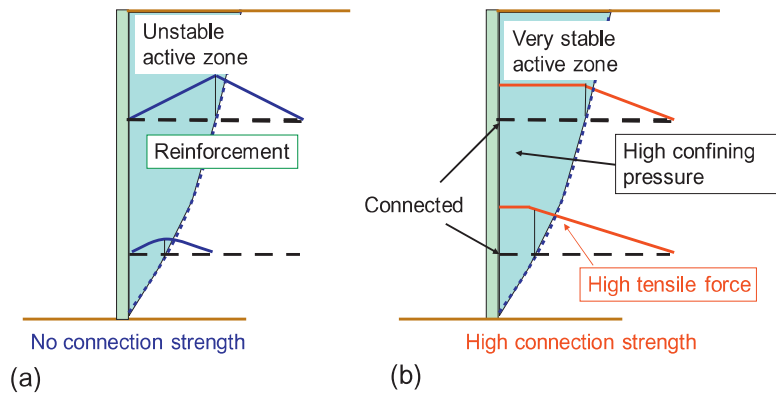 Unstable
active zone
Reinforcement
No connection strength
(a)
Very stable
active zone
High confining
pressure
Connected
High tensile force
High connection strength
(b)